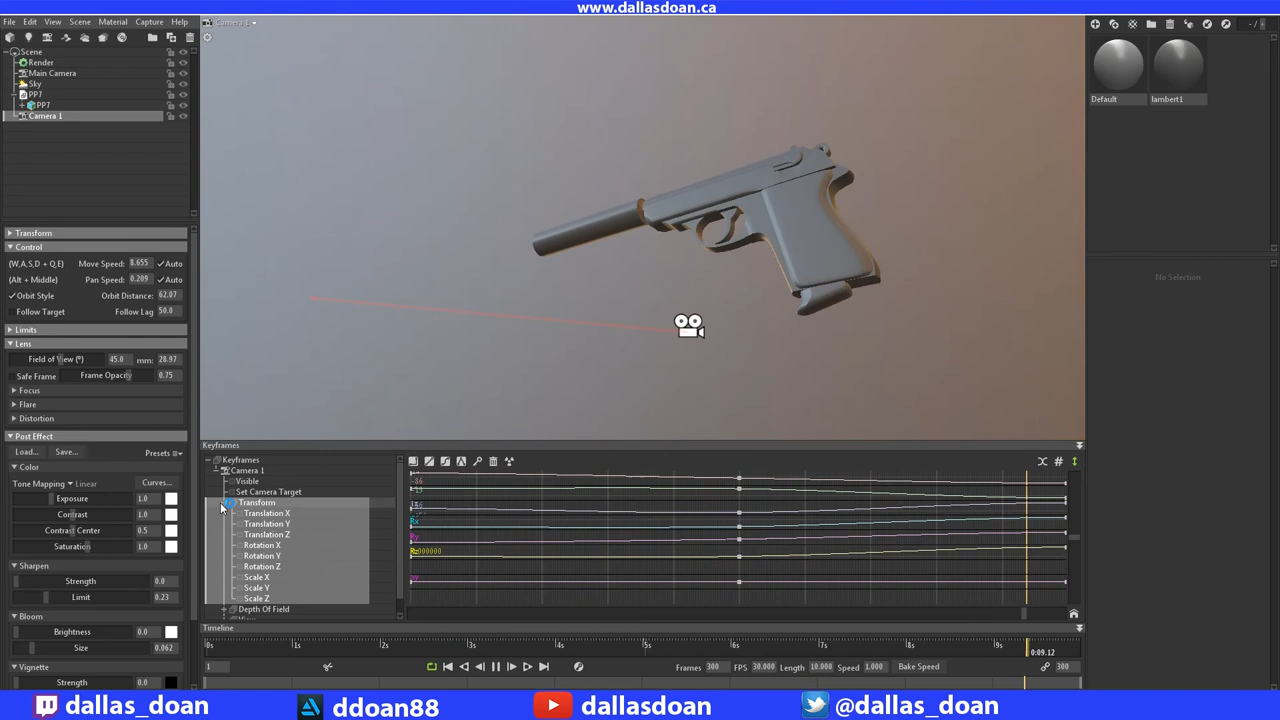 www.dallasdoan.ca
File Edit View Scene Material Capture Help
Camera 1
Scene
Render
Main Camera
Sky
PP7
PP7
Camera 1
Default
lambert1
No Selection
Transform
Control
(W,A,S,D + Q,E) Move Speed: 8.655 Auto
(Alt + Middle) Pan Speed: 0.209 Auto
Orbit Style Orbit Distance: 62.07
Follow Target Follow Lag 50.0
Limits
Lens
Field of View (°) 45.0 mm: 28.97
Safe Frame Frame Opacity 0.75
Focus
Flare
Distortion
Post Effect
Load... Save... Presets
Color
Tone Mapping Linear Curves...
Exposure 1.0
Contrast 1.0
Contrast Center 0.5
Saturation 1.0
Sharpen
Strength 0.0
Limit 0.23
Bloom
Brightness 0.0
Size 0.062
Vignette
Strength 0.0
Keyframes
Keyframes
Camera 1
Visible
Set Camera Target
Transform
Translation X
Translation Y
Translation Z
Rotation X
Rotation Y
Rotation Z
Scale X
Scale Y
Scale Z
Depth Of Field
-86
Rx
Ry
Timeline
0s 1s 2s 3s 4s 5s 6s 7s 8s 9s
0:09.12
1 Frames 300 FPS 30.000 Length 10.000 Speed 1.000 Bake Speed 300
dallas_doan ddoan88 dallasdoan @dallas_doan